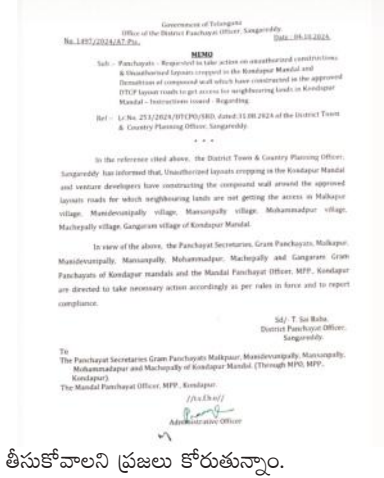 Government of Telangana
Office of the District Panchayat Officer, Sangareddy.
No. 1497/2024/A7-Pts. Date : 09.10.2024.
MEMO
Sub :- Panchayats – Requested to take action on unauthorized constructions
& Unauthorised layouts cropped in the Kondapur Mandal and
Demolition of compound wall which have constructed in the approved
DTCP layout roads to get access for neighbouring lands in Kondapur
Mandal – Instructions issued - Regarding.
Ref :- Lr.No. 253/2024/DTCPO/SRD, dated:31.08.2024 of the District Town
& Country Planning Officer, Sangareddy.
* * *
In the reference cited above, the District Town & Country Planning Officer,
Sangareddy has informed that, Unauthorized layouts cropping in the Kondapur Mandal
and venture developers have constructing the compound wall around the approved
layouts roads for which neighbouring lands are not getting the access in Malkapur
village, Munidevunipally village, Mansanpally village, Mohammadpur village,
Machepally village, Gangaram village of Kondapur Mandal.
In view of the above, the Panchayat Secretaries, Gram Panchayats, Malkapur,
Munidevunipally, Mansanpally, Mohammadpur, Machepally and Gangaram Gram
Panchayats of Kondapur mandals and the Mandal Panchayat Officer, MPP, Kondapur
are directed to take necessary action accordingly as per rules in force and to report
compliance.
Sd/- T. Sai Baba,
District Panchayat Officer,
Sangareddy.
To
The Panchayat Secretaries Gram Panchayats Malkpaur, Munidevunipally, Mansanpally,
Mohammadapur and Machepally of Kondapur Mandal. (Through MPO, MPP.,
Kondapur).
The Mandal Panchayat Officer, MPP., Kondapur.
//t.c.f.b.o//
Administrative Officer
తీసుకోవాలని ప్రజలు కోరుతున్నాం.